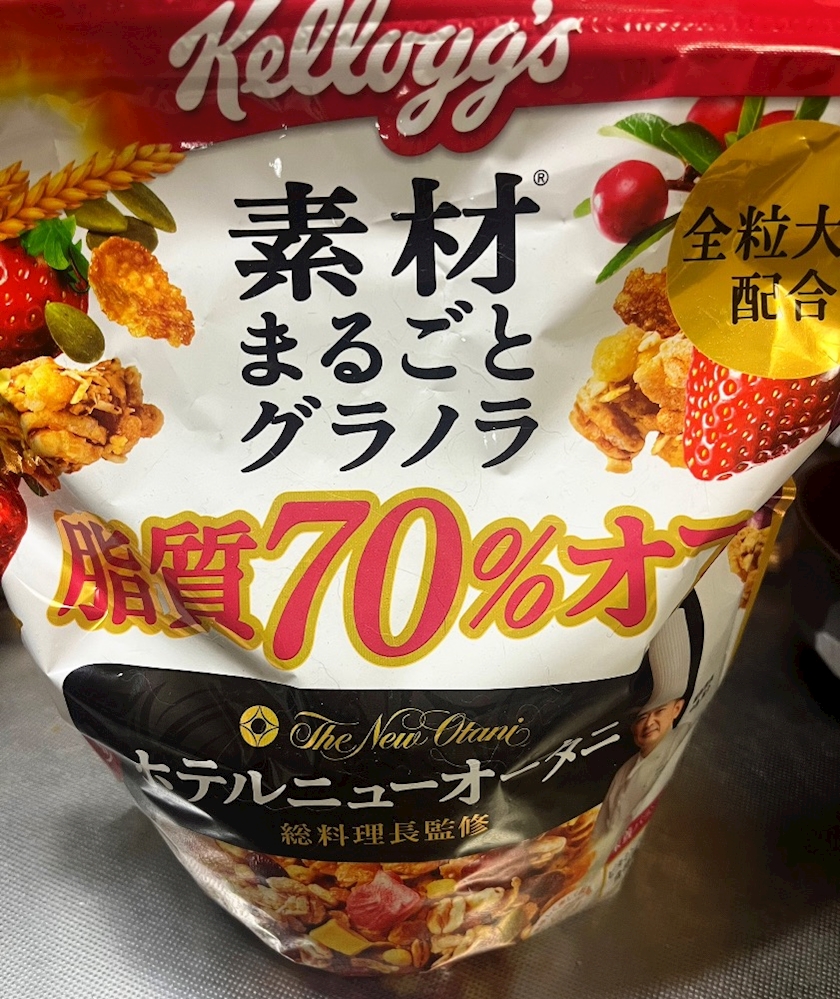 Kellogg's
素材®
まるごと
グラノラ
全粒大
配合
脂質70%オフ
The New Otani
ホテルニューオータニ
総料理長監修